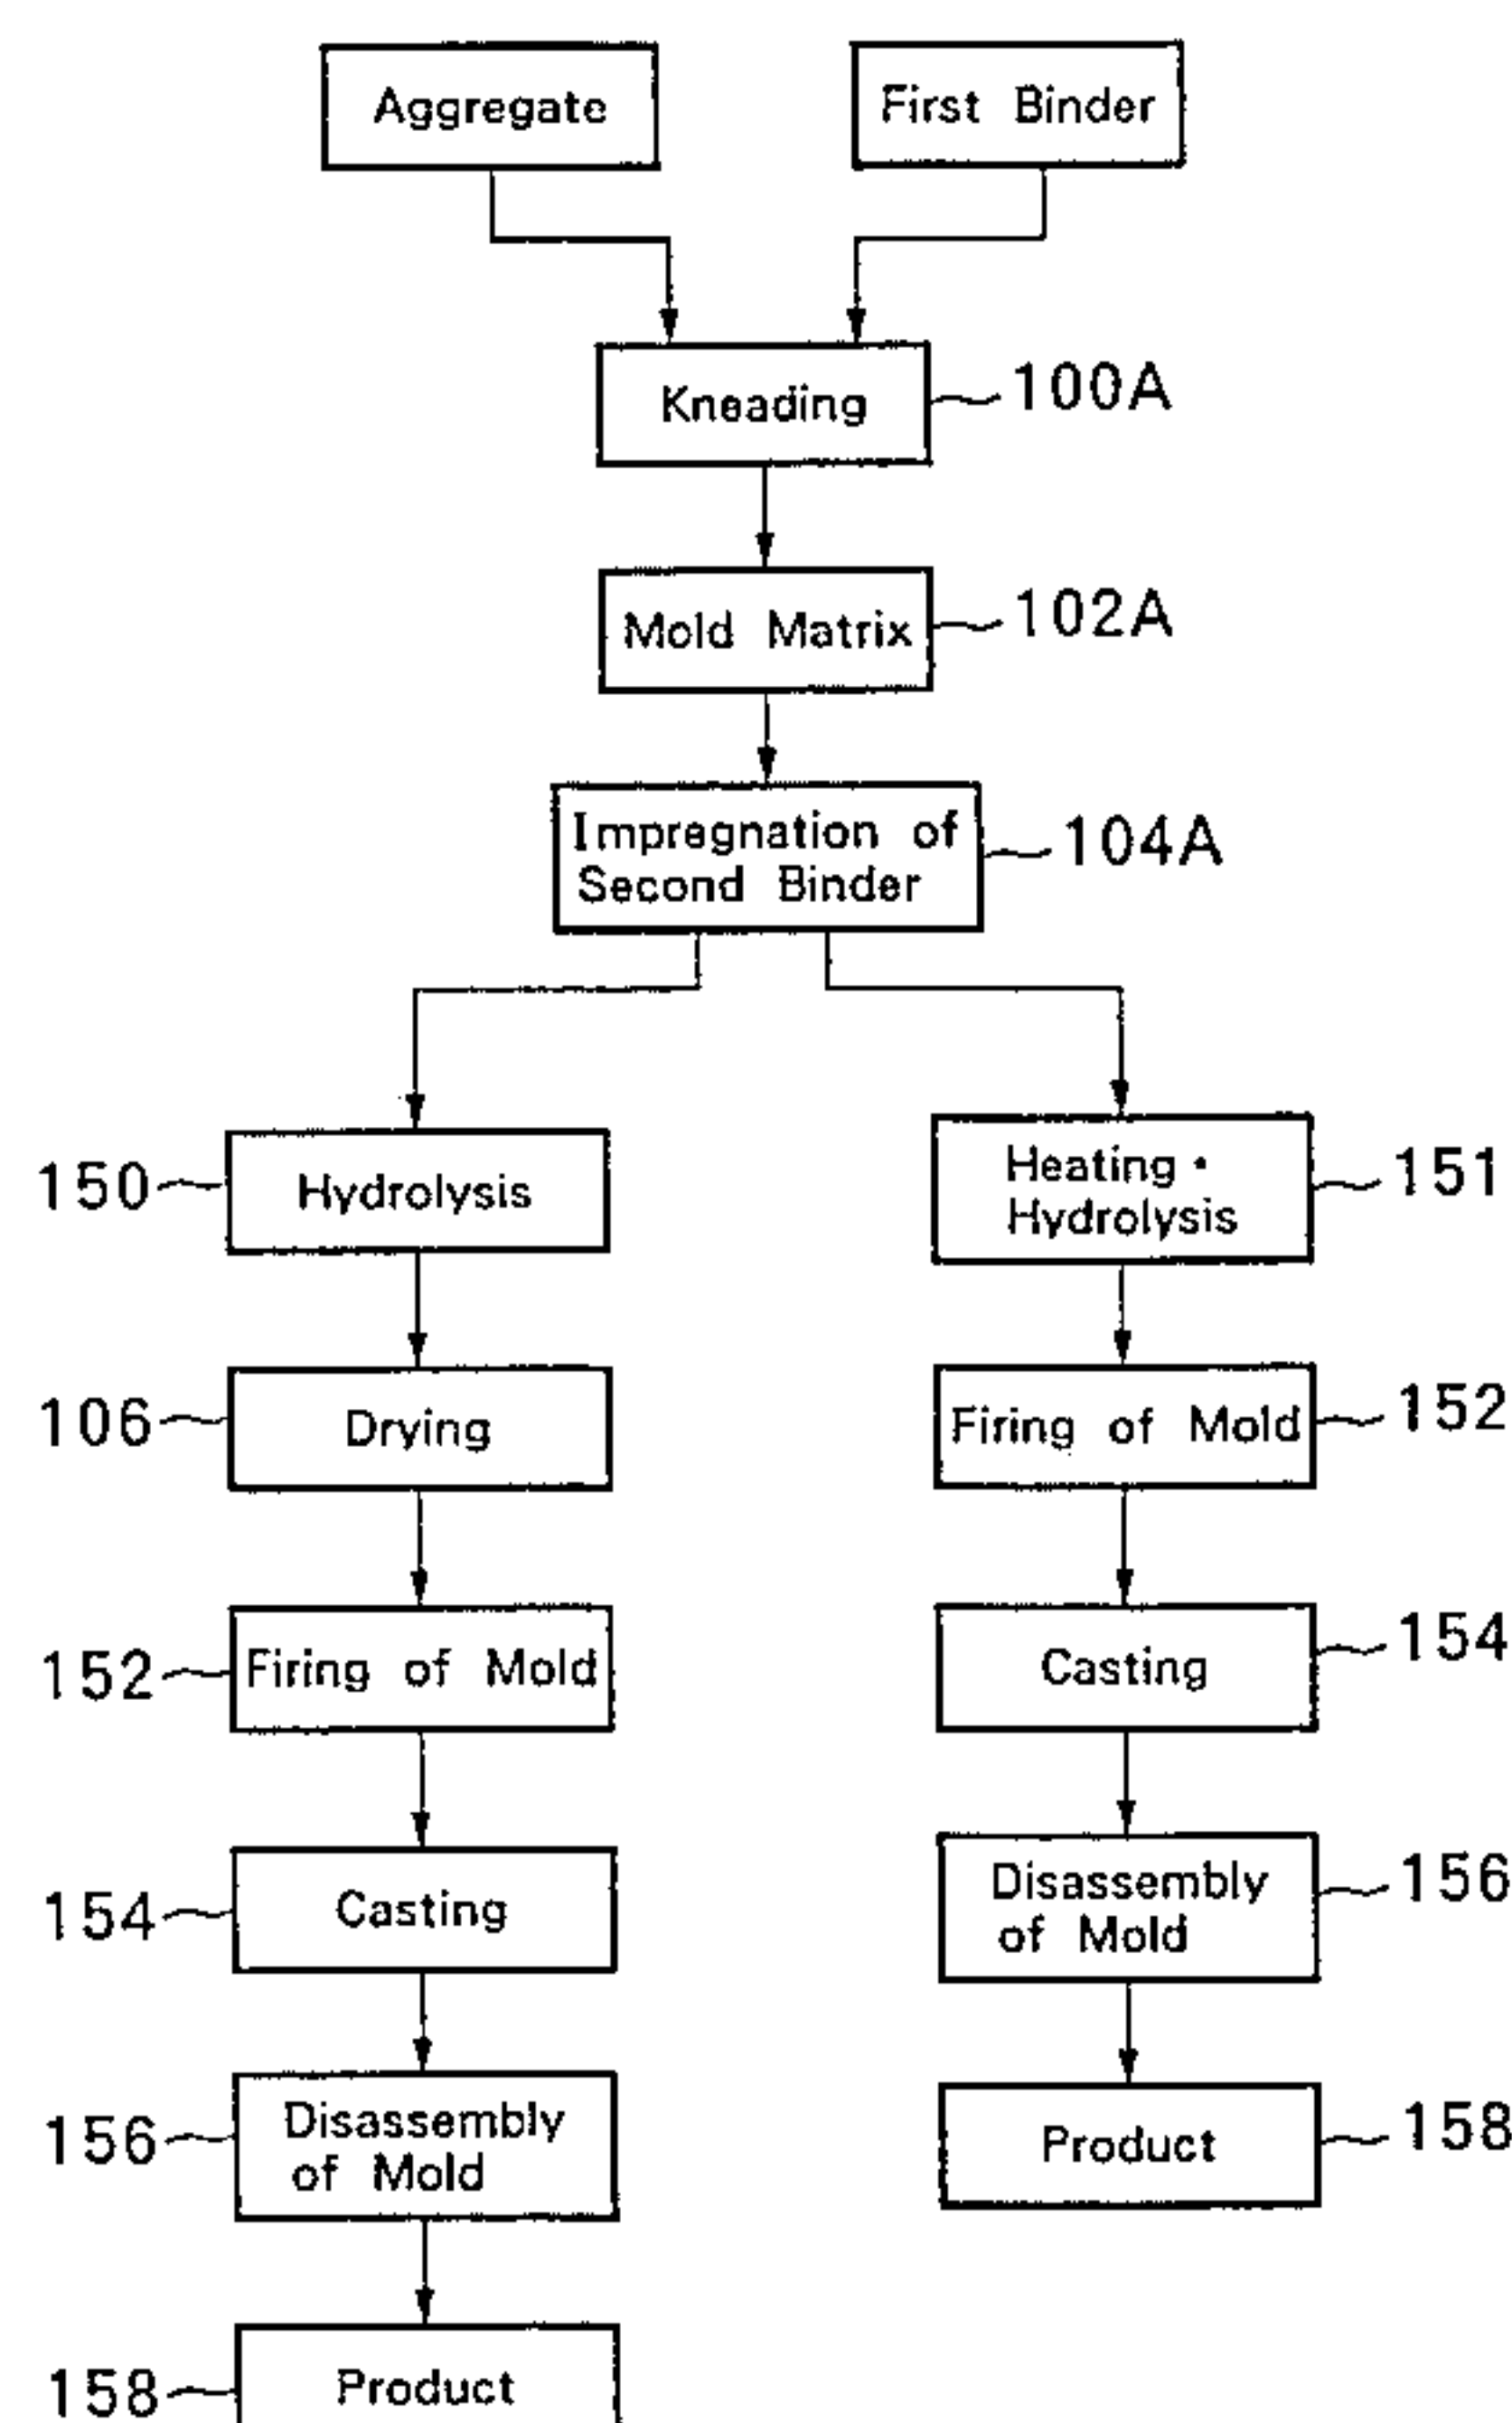 Aggregate
First Binder
Kneading
100A
Mold Matrix
102A
Impregnation of
Second Binder
104A
150
Hydrolysis
Heating・
Hydrolysis
151
106
Drying
Firing of Mold
152
152
Firing of Mold
Casting
154
154
Casting
Disassembly
of Mold
156
156
Disassembly
of Mold
Product
158
158
Product